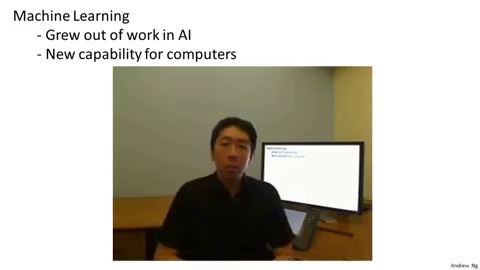 Machine Learning
- Grew out of work in AI
- New capability for computers
Andrew Ng